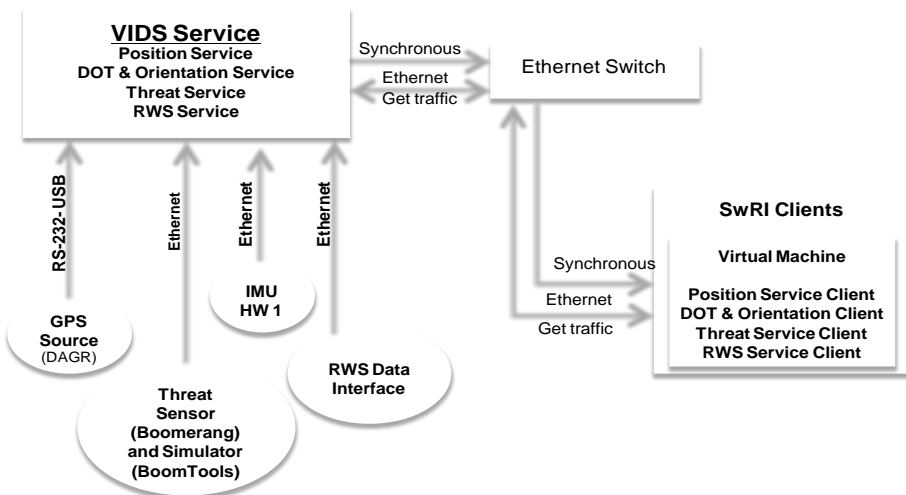 VIDS Service
Position Service
DOT & Orientation Service
Threat Service
RWS Service
Synchronous
Ethernet
Get traffic
Ethernet Switch
RS-232- USB
Ethernet
Ethernet
Ethernet
GPS
Source
(DAGR)
Threat
Sensor
(Boomerang)
and Simulator
(BoomTools)
IMU
HW 1
RWS Data
Interface
Synchronous
Ethernet
Get traffic
SwRI Clients
Virtual Machine
Position Service Client
DOT & Orientation Client
Threat Service Client
RWS Service Client